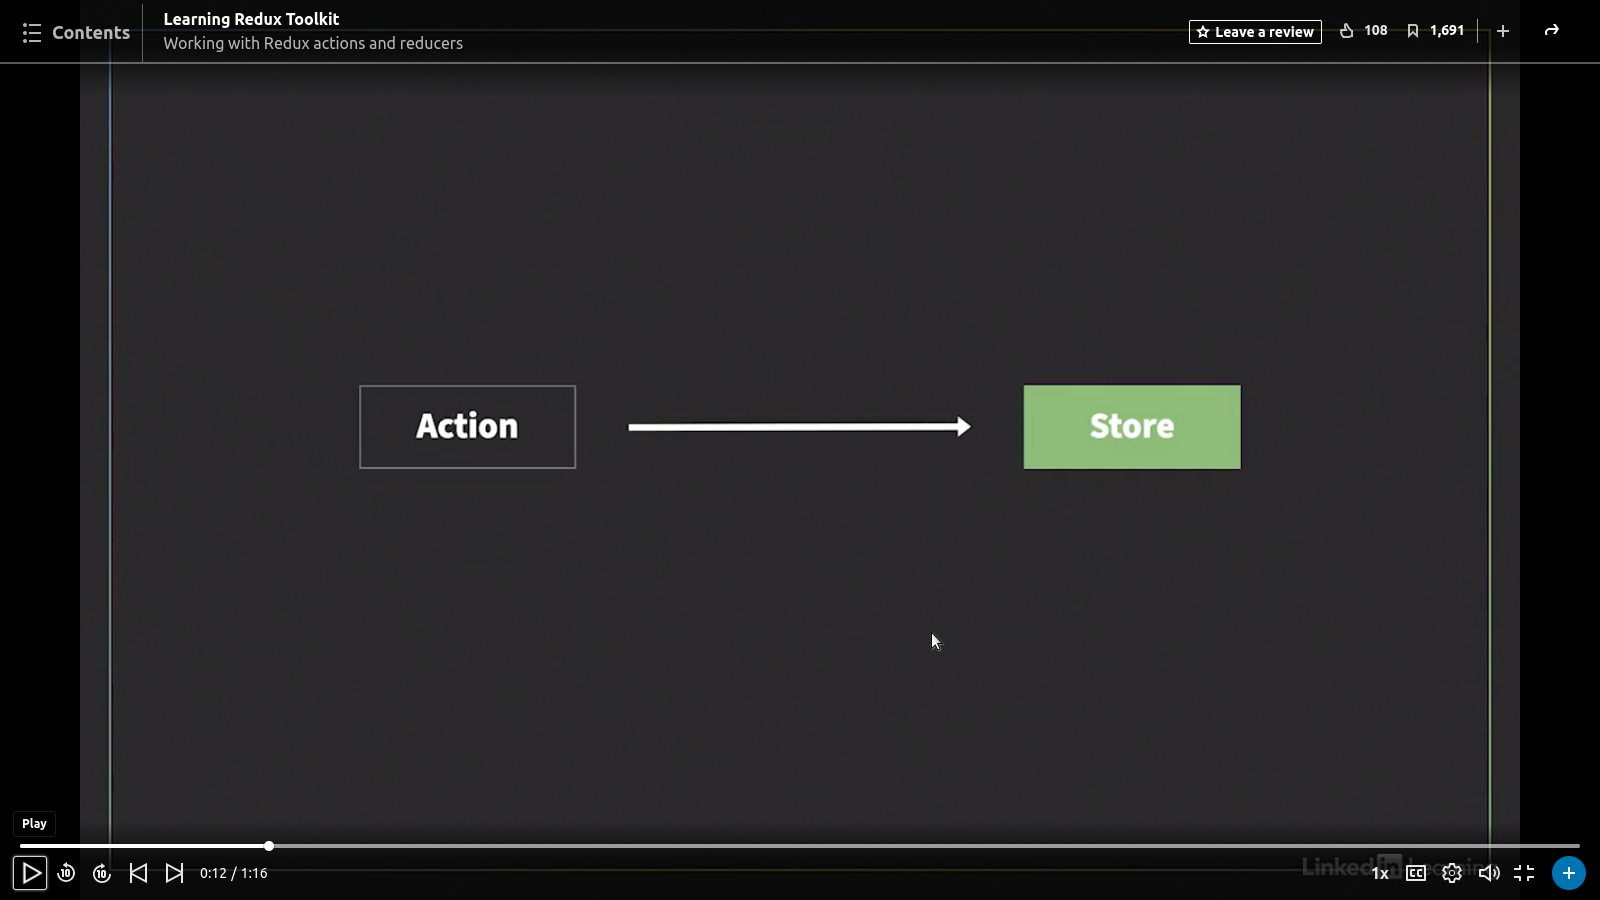 Contents
Learning Redux Toolkit
Working with Redux actions and reducers
Leave a review
108
1,691
Action
Store
Play
10
10
0:12 / 1:16
LinkedIn Learning
1x
CC